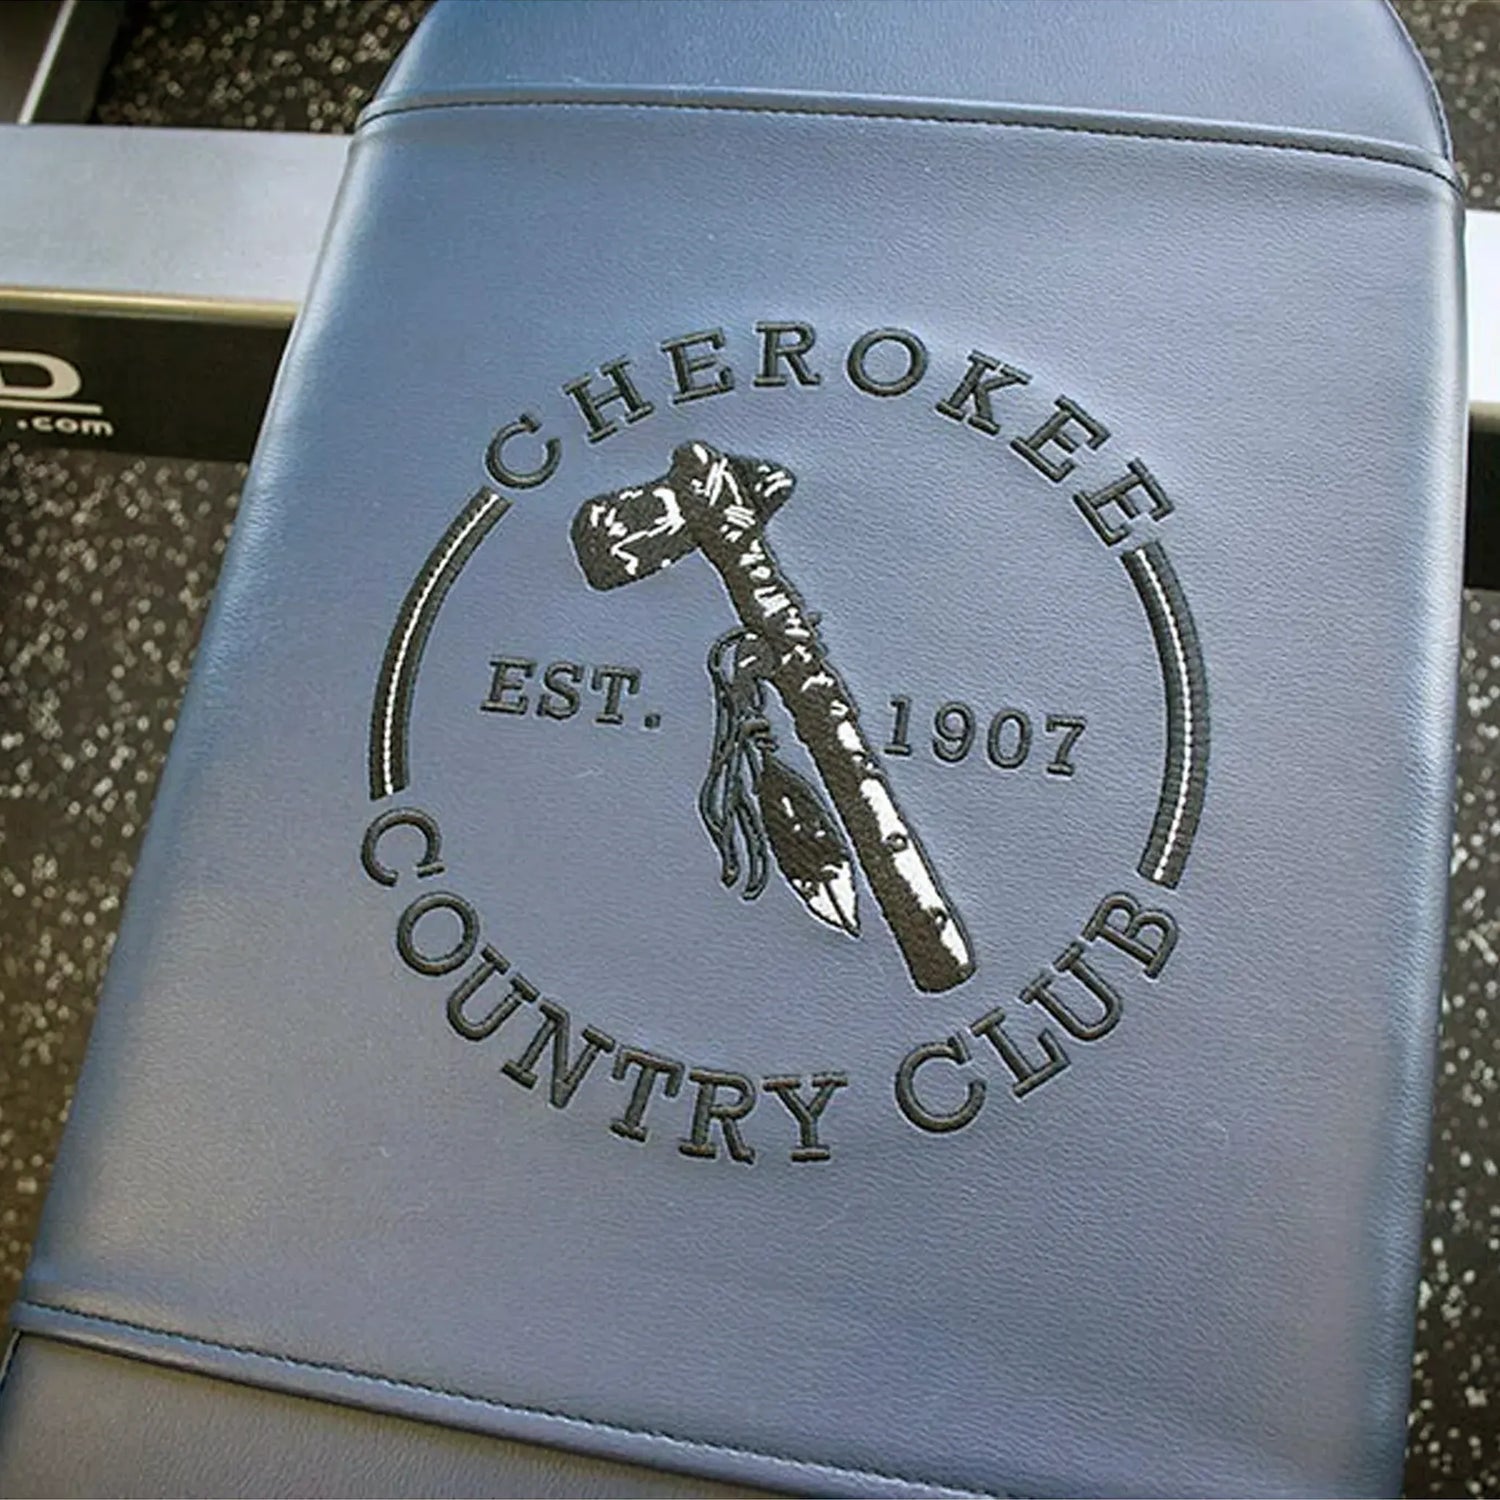 CHEROKEE
EST. 1907
COUNTRY CLUB
.com